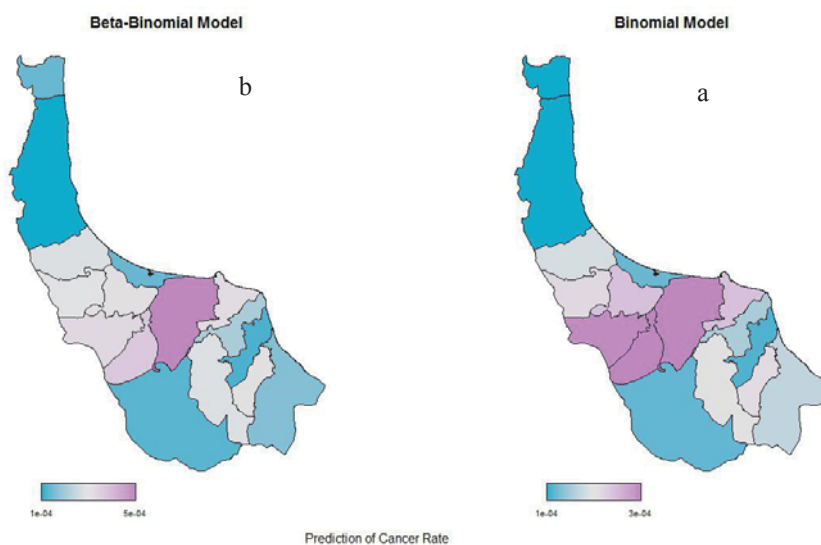 Beta-Binomial Model
Binomial Model
b
a
1e-04
5e-04
1e-04
3e-04
Prediction of Cancer Rate